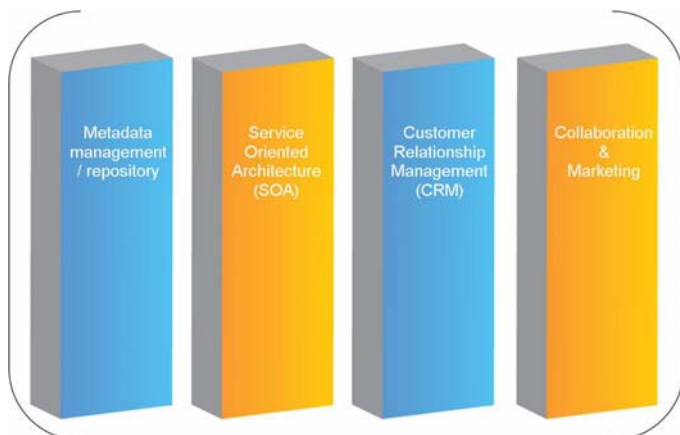 Metadata
management
/ repository
Service
Oriented
Architecture
(SOA)
Customer
Relationship
Management
(CRM)
Collaboration
&
Marketing